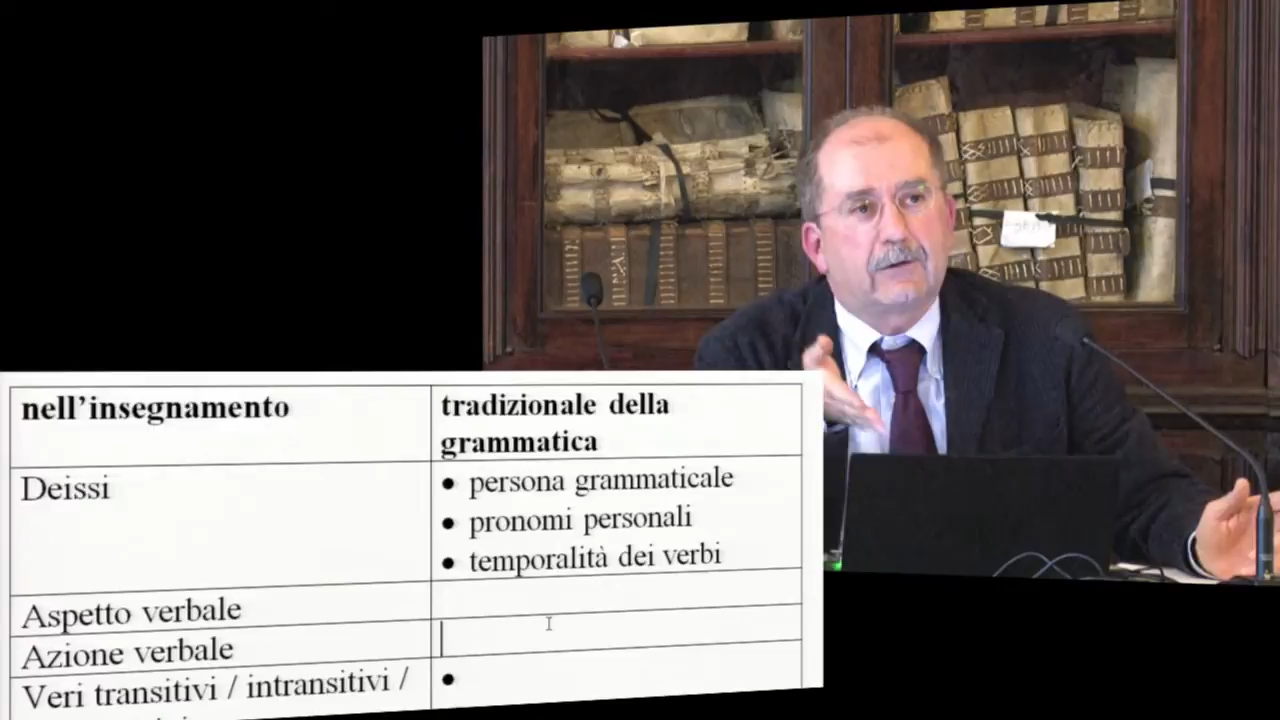 nell'insegnamento
tradizionale della
grammatica
Deissi
• persona grammaticale
• pronomi personali
• temporalità dei verbi
Aspetto verbale
Azione verbale
Veri transitivi / intransitivi /
•